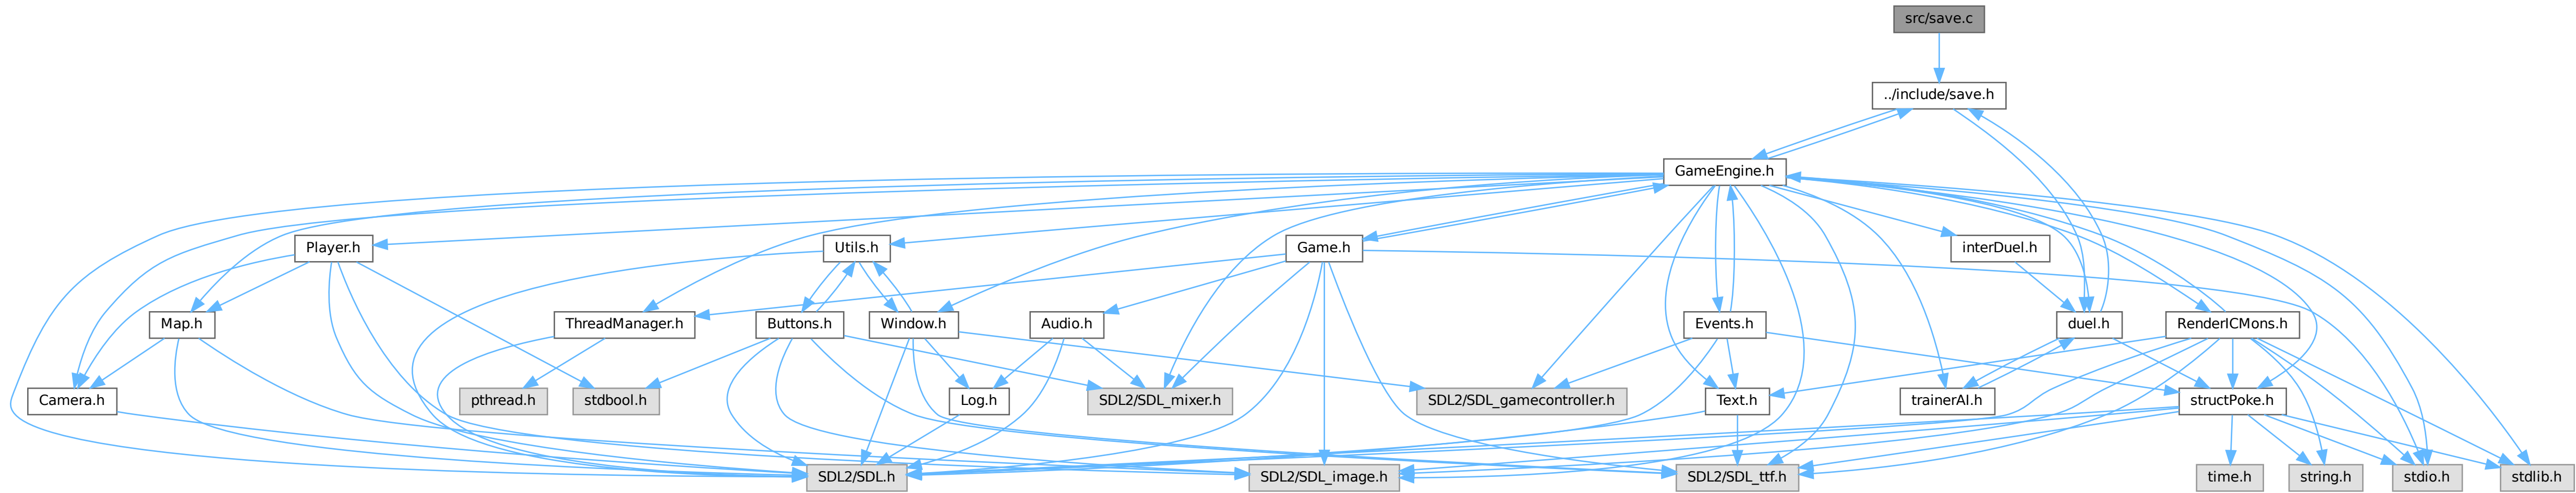 src/save.c
../include/save.h
GameEngine.h
Player.h
Utils.h
Game.h
interDuel.h
Map.h
ThreadManager.h
Buttons.h
Window.h
Audio.h
Events.h
duel.h
RenderICMons.h
Camera.h
pthread.h
stdbool.h
Log.h
SDL2/SDL_mixer.h
SDL2/SDL_gamecontroller.h
Text.h
trainerAI.h
structPoke.h
SDL2/SDL.h
SDL2/SDL_image.h
SDL2/SDL_ttf.h
time.h
string.h
stdio.h
stdlib.h